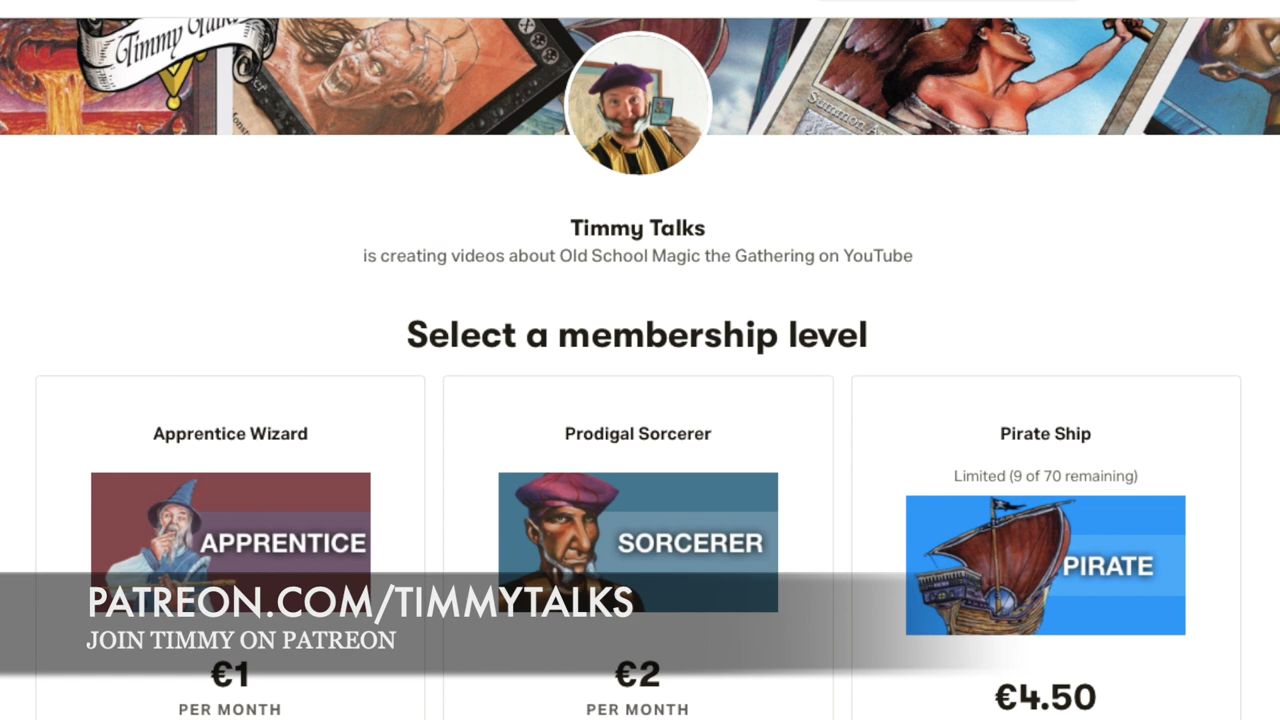 Timmy Talks
Summon A
Timmy Talks
is creating videos about Old School Magic the Gathering on YouTube
Select a membership level
Apprentice Wizard
Prodigal Sorcerer
Pirate Ship
Limited (9 of 70 remaining)
APPRENTICE
SORCERER
PIRATE
PATREON.COM/TIMMYTALKS
JOIN TIMMY ON PATREON
€1
€2
€4.50
PER MONTH
PER MONTH